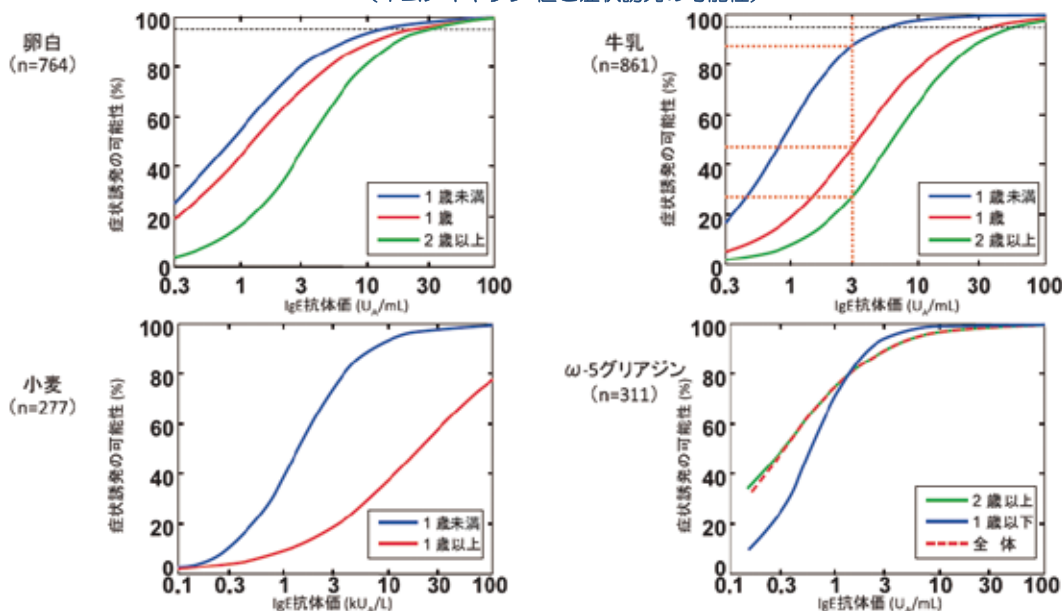 卵白
(n=764)
症状誘発の可能性 (%)
100
80
60
40
20
0
1 歳未満
1 歳
2 歳以上
0.3
1
3
10
30
100
IgE抗体価 (UA/mL)
牛乳
(n=861)
症状誘発の可能性 (%)
100
80
60
40
20
0
1 歳未満
1 歳
2 歳以上
0.3
1
3
10
30
100
IgE抗体価 (UA/mL)
小麦
(n=277)
症状誘発の可能性 (%)
100
80
60
40
20
0
1 歳未満
1 歳以上
0.1
0.3
1
3
10
30
100
IgE抗体価 (kUA/L)
ω-5グリアジン
(n=311)
症状誘発の可能性 (%)
100
80
60
40
20
0
2 歳以上
1 歳以下
全 体
0.1
0.3
1
3
10
30
100
IgE抗体価 (UA/mL)